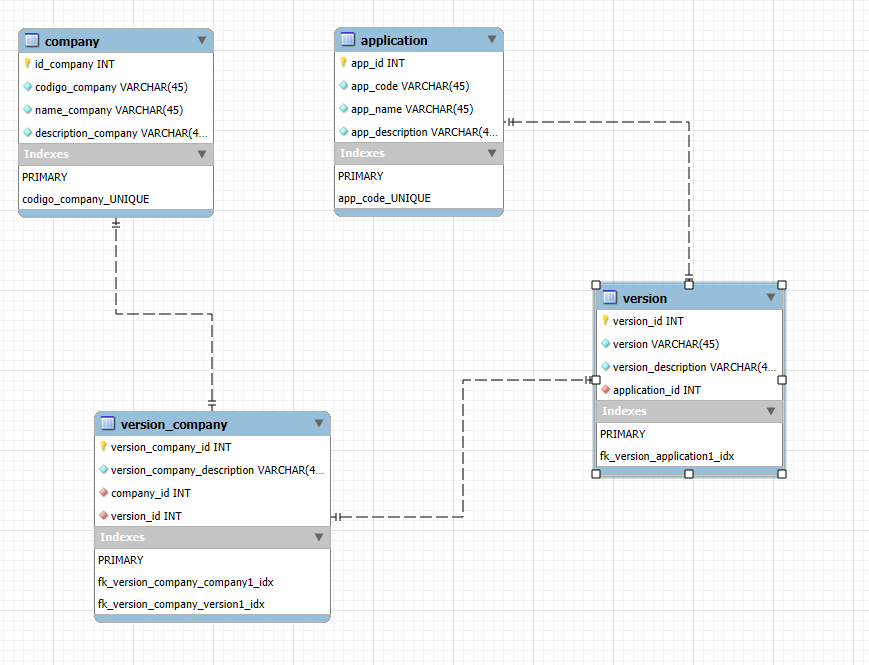 company
id_company INT
codigo_company VARCHAR(45)
name_company VARCHAR(45)
description_company VARCHAR(4...
Indexes
PRIMARY
codigo_company_UNIQUE
application
app_id INT
app_code VARCHAR(45)
app_name VARCHAR(45)
app_description VARCHAR(4...
Indexes
PRIMARY
app_code_UNIQUE
version
version_id INT
version VARCHAR(45)
version_description VARCHAR(4...
application_id INT
Indexes
PRIMARY
fk_version_application1_idx
version_company
version_company_id INT
version_company_description VARCHAR(4...
company_id INT
version_id INT
Indexes
PRIMARY
fk_version_company_company1_idx
fk_version_company_version1_idx